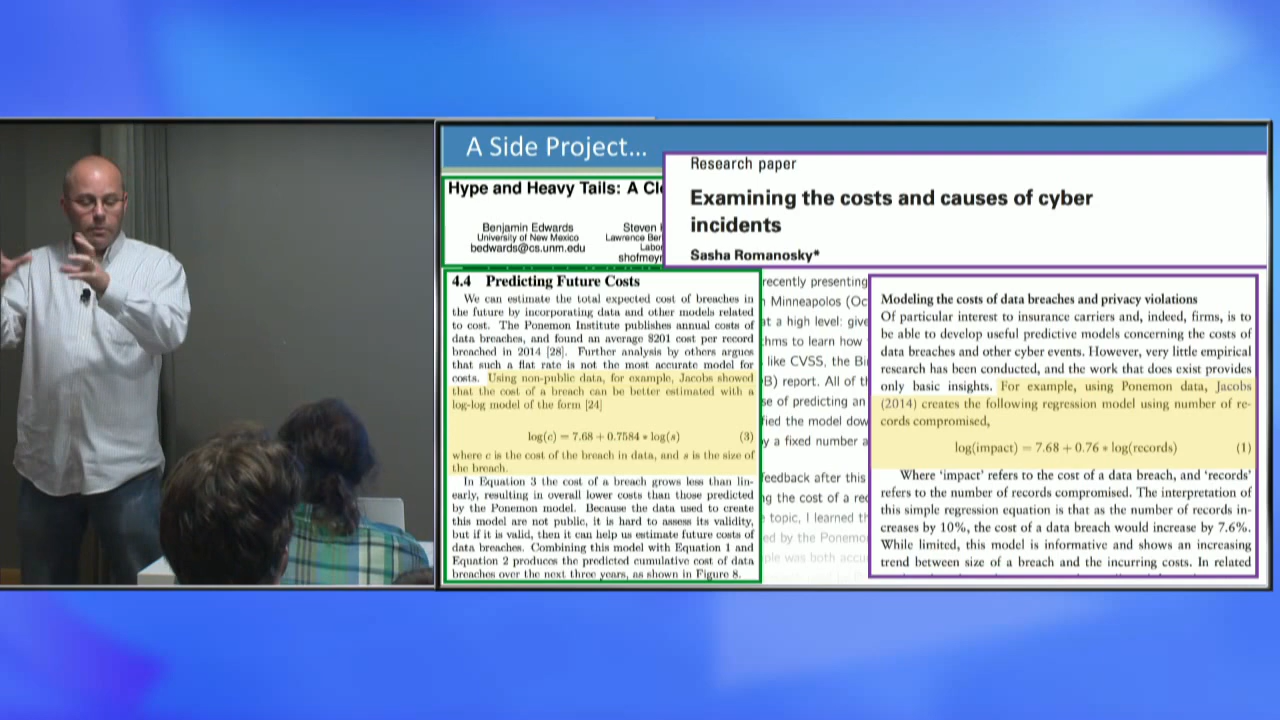 A Side Project...
Hype and Heavy Tails: A Cl
Benjamin Edwards
University of New Mexico
bedwards@cs.unm.edu
Steven
Lawrence Ber
Labor
shofmeyr
Research paper
Examining the costs and causes of cyber
incidents
Sasha Romanosky*
4.4 Predicting Future Costs
We can estimate the total expected cost of breaches in
the future by incorporating data and other models related
to cost. The Ponemon Institute publishes annual costs of
data breaches, and found an average $201 cost per record
breached in 2014 [28]. Further analysis by others argues
that such a flat rate is not the most accurate model for
costs. Using non-public data, for example, Jacobs showed
that the cost of a breach can be better estimated with a
log-log model of the form [24]
log(c) = 7.68 + 0.7584 * log(s) (3)
where c is the cost of the breach in data, and s is the size of
the breach.
In Equation 3 the cost of a breach grows less than lin-
early, resulting in overall lower costs than those predicted
by the Ponemon model. Because the data used to create
this model are not public, it is hard to assess its validity,
but if it is valid, then it can help us estimate future costs of
data breaches. Combining this model with Equation 1 and
Equation 2 produces the predicted cumulative cost of data
breaches over the next three years, as shown in Figure 8.
recently presenting
Minneapolos (Oc
at a high level: give
hms to learn how
like CVSS, the Bi
B) report. All of th
se of predicting an
fied the model dow
y a fixed number a
feedback after this
ng the cost of a rec
topic, I learned th
ed by the Ponemo
ple was both accu
Modeling the costs of data breaches and privacy violations
Of particular interest to insurance carriers and, indeed, firms, is to
be able to develop useful predictive models concerning the costs of
data breaches and other cyber events. However, very little empirical
research has been conducted, and the work that does exist provides
only basic insights. For example, using Ponemon data, Jacobs
(2014) creates the following regression model using number of re-
cords compromised,
log(impact) = 7.68 + 0.76 * log(records) (1)
Where 'impact' refers to the cost of a data breach, and 'records'
refers to the number of records compromised. The interpretation of
this simple regression equation is that as the number of records in-
creases by 10%, the cost of a data breach would increase by 7.6%.
While limited, this model is informative and shows an increasing
trend between size of a breach and the incurring costs. In related